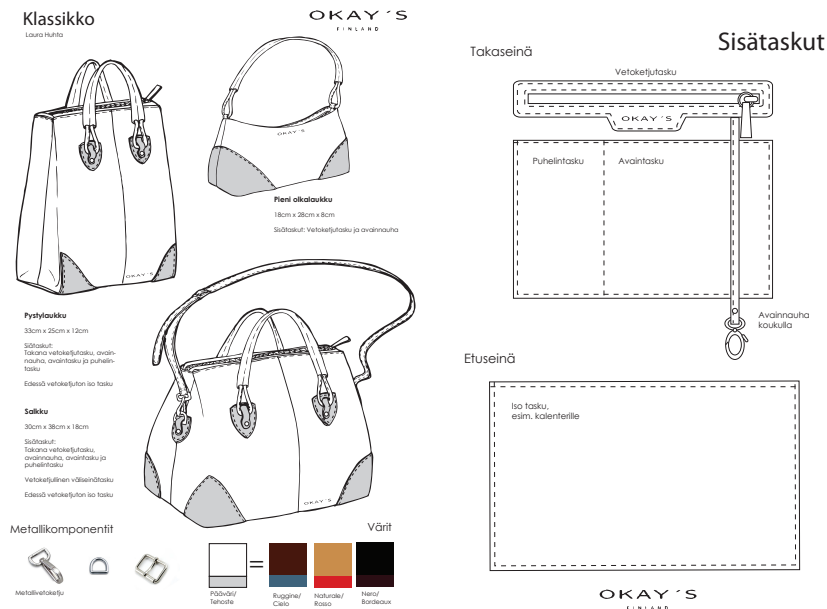 Klassikko
Laura Huhta
OKAY´S
FINLAND
OKAY´S
Pieni olkalaukku
18cm x 28cm x 8cm
Sisätaskut: Vetoketjutasku ja avainnauha
OKAY´S
Pystylaukku
33cm x 25cm x 12cm
Siätaskut:
Takana vetoketjutasku, avain-
nauha, avaintasku ja puhelin-
tasku
Edessä vetoketjuton iso tasku
Salkku
30cm x 38cm x 18cm
Sisätaskut:
Takana vetoketjutasku,
avainnauha, avaintasku ja
puhelintasku
Vetoketjullinen väliseinätasku
Edessä vetoketjuton iso tasku
OKAY´S
Metallikomponentit
Metallivetoketju
Värit
Pääväri/
Tehoste
=
Ruggine/
Cielo
Naturale/
Rosso
Nero/
Bordeaux
Sisätaskut
Takaseinä
Vetoketjutasku
OKAY´S
Puhelintasku
Avaintasku
Avainnauha
koukulla
Etuseinä
Iso tasku,
esim. kalenterille
OKAY´S
FINLAND